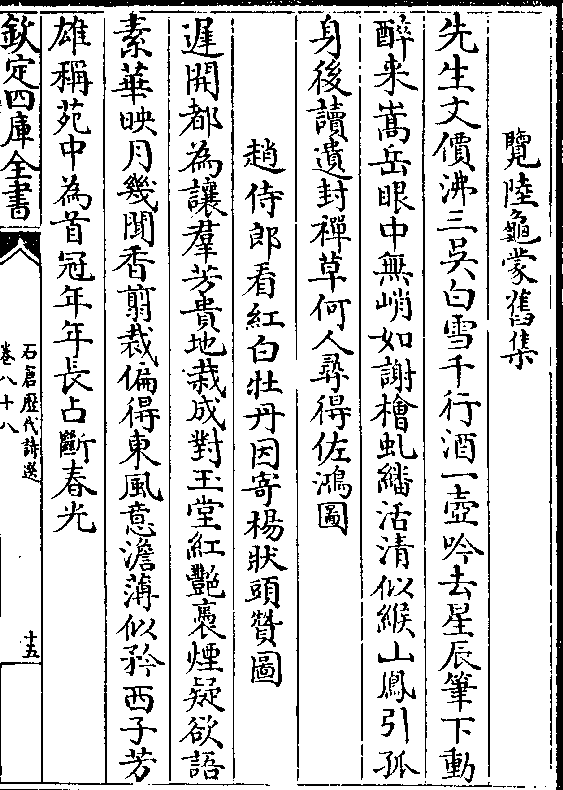 覽陸龜蒙舊集
先生文價沸三吳白雪千行酒一壺吟去星辰筆下動
醉来嵩岳眼中無峭如謝檜虬蟠活清似緱山鳳引孤
身後讀遺封禪草何人尋得佐鴻圖
趙侍郎看紅白牡丹因寄楊狀頭贊圖
遲開都為讓羣芳貴地栽成對玉堂紅艷裛煙疑欲語
素華映月㡬聞香剪裁偏得東風意澹薄似矜西子芳
雄稱苑中為首冠年年長占斷春光
欽定四庫全書
石倉歴代詩選
卷八十八
十五